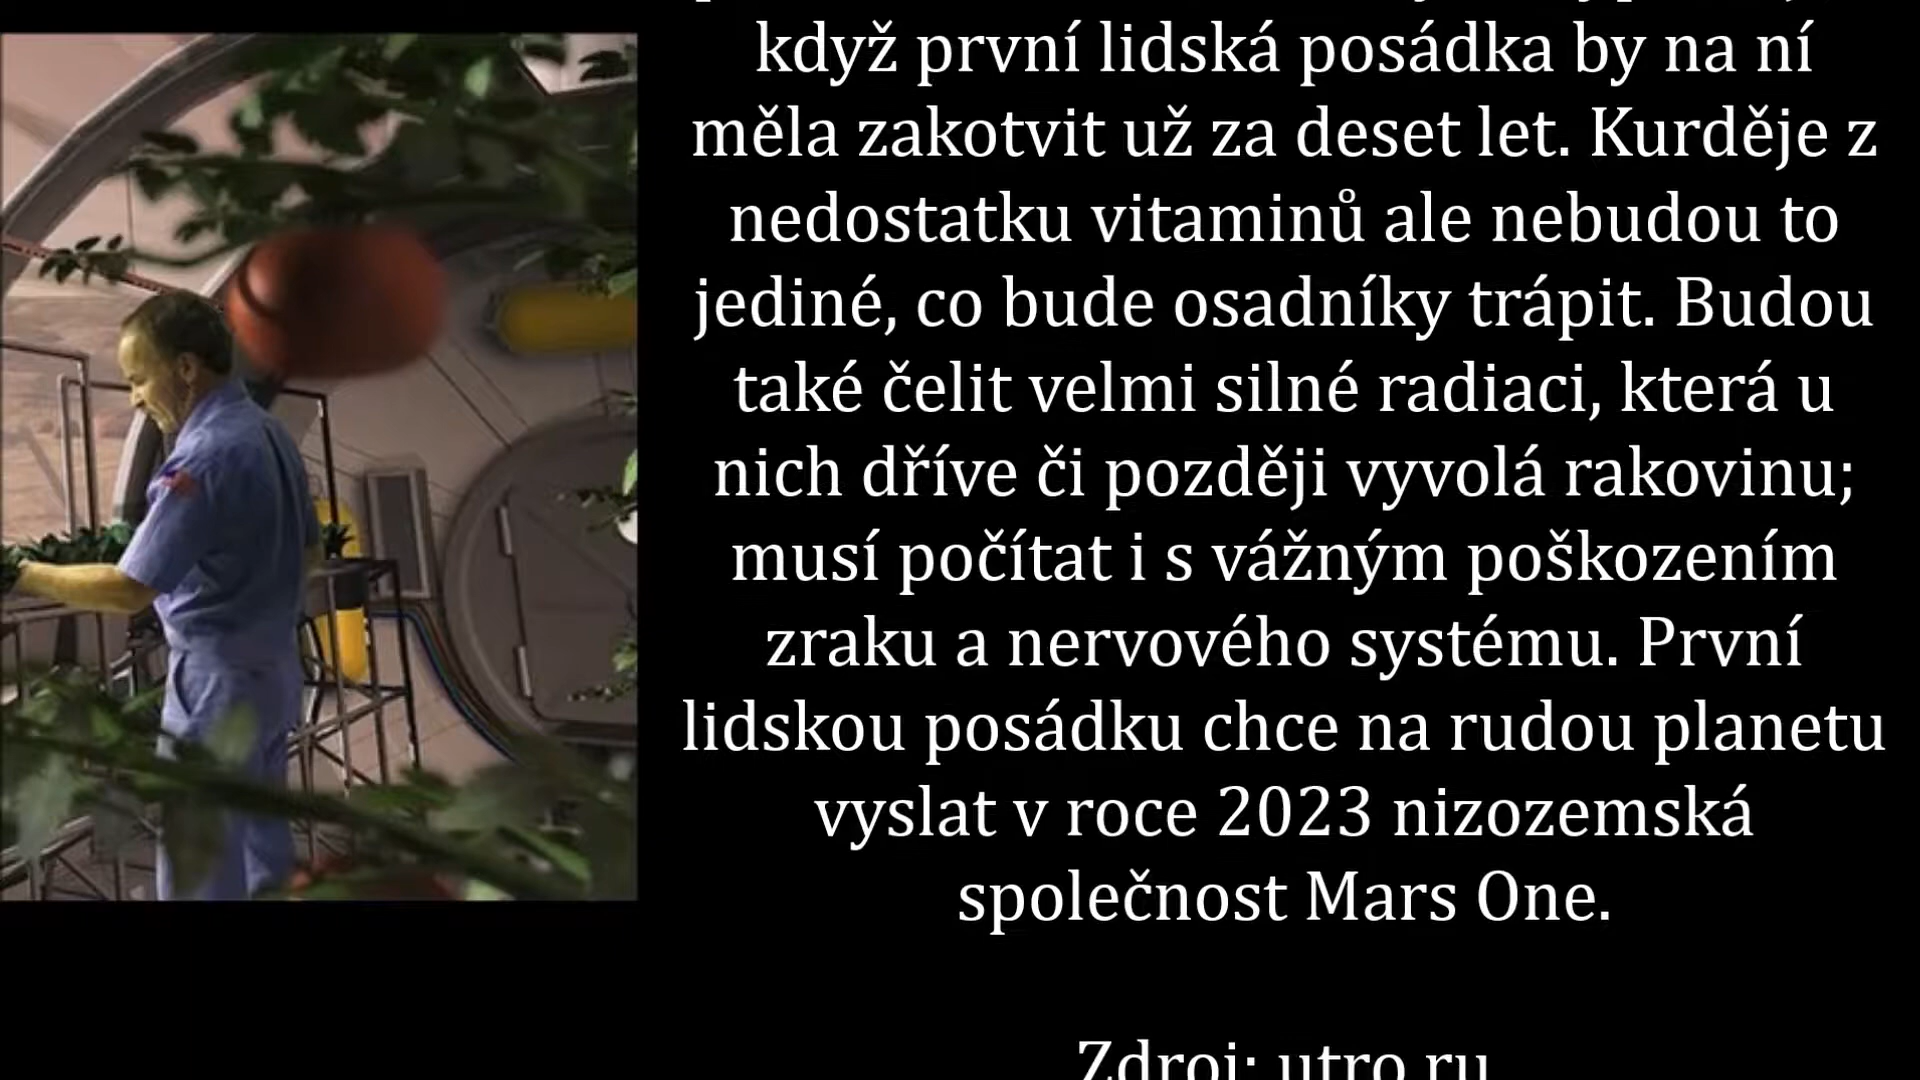 když první lidská posádka by na ní
měla zakotvit už za deset let. Kurděje z
nedostatku vitaminů ale nebudou to
jediné, co bude osadníky trápit. Budou
také čelit velmi silné radiaci, která u
nich dříve či později vyvolá rakovinu;
musí počítat i s vážným poškozením
zraku a nervového systému. První
lidskou posádku chce na rudou planetu
vyslat v roce 2023 nizozemská
společnost Mars One.
Zdroj: utro.ru